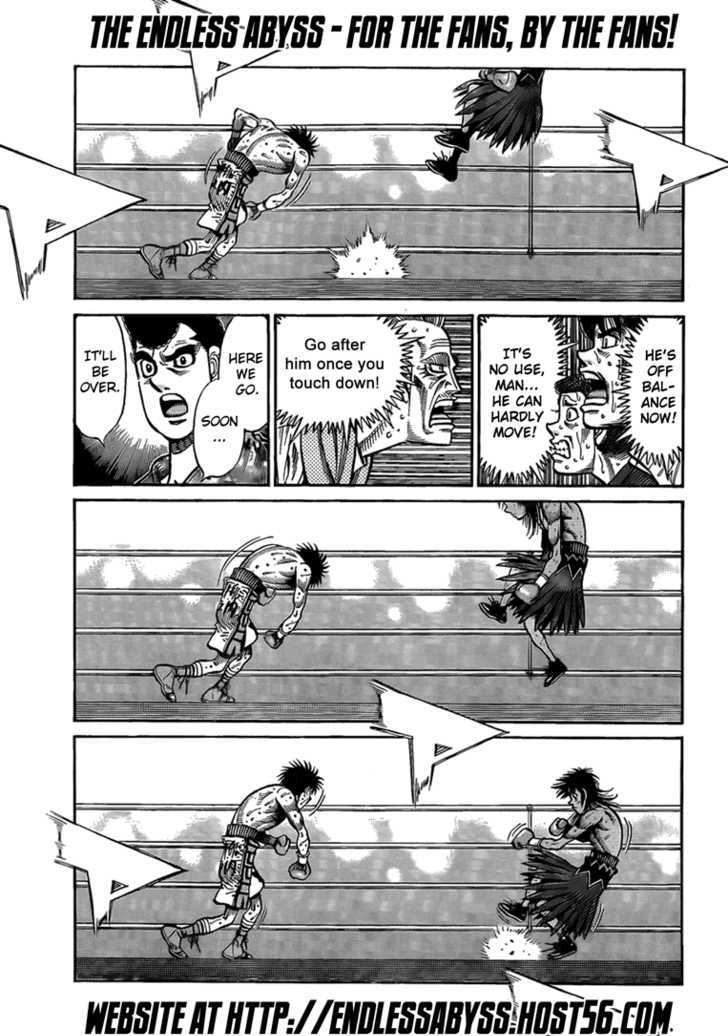 THE ENDLESS ABYSS - FOR THE FANS, BY THE FANS!
HE'S
OFF
BAL-
ANCE
NOW!
IT'S
NO USE,
MAN...
HE CAN
HARDLY
MOVE!
Go after
him once you
touch down!
HERE
WE
GO.
SOON
...
IT'LL
BE
OVER.
WEBSITE AT HTTP://ENDLESSABYSS.HOST56.COM